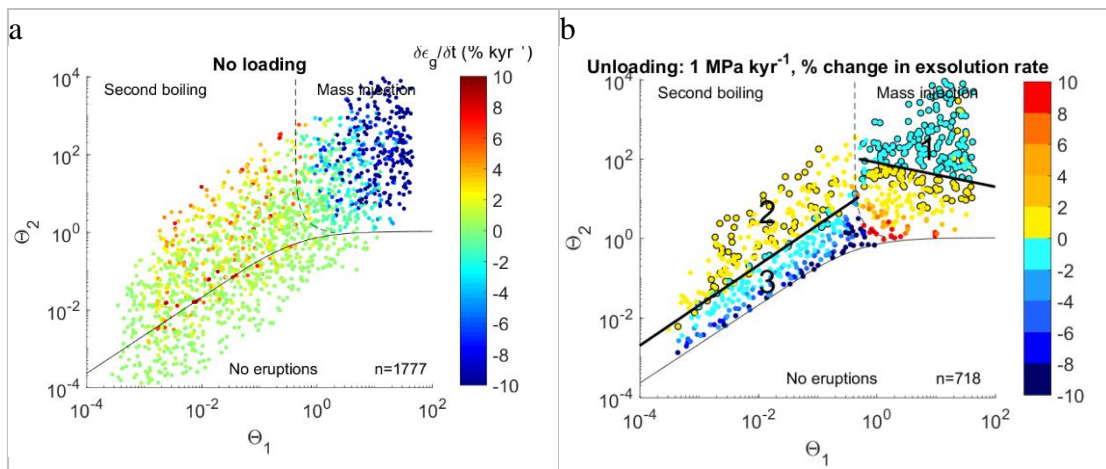 a
δϵg/δt (% kyr⁻¹)
No loading
Second boiling
Mass injection
10⁴
10²
10⁰
10⁻²
10⁻⁴
Θ₂
No eruptions
n=1777
10⁻⁴
10⁻²
10⁰
10²
Θ₁
10
8
6
4
2
0
-2
-4
-6
-8
-10
b
Unloading: 1 MPa kyr⁻¹, % change in exsolution rate
Second boiling
Mass injection
10⁴
10²
10⁰
10⁻²
10⁻⁴
Θ₂
1
2
3
No eruptions
n=718
10⁻⁴
10⁻²
10⁰
10²
Θ₁
10
8
6
4
2
0
-2
-4
-6
-8
-10